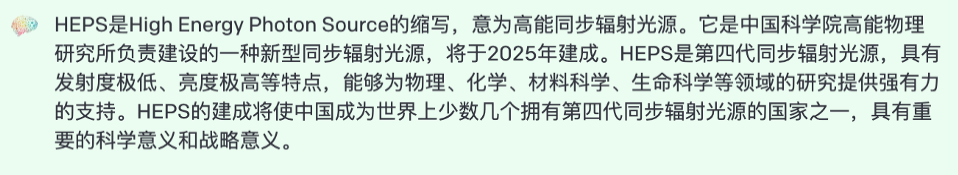 HEPS是High Energy Photon Source的缩写，意为高能同步辐射光源。它是中国科学院高能物理
研究所负责建设的一种新型同步辐射光源，将于2025年建成。HEPS是第四代同步辐射光源，具有
发射度极低、亮度极高等特点，能够为物理、化学、材料科学、生命科学等领域的研究提供强有力
的支持。HEPS的建成将使中国成为世界上少数几个拥有第四代同步辐射光源的国家之一，具有重
要的科学意义和战略意义。